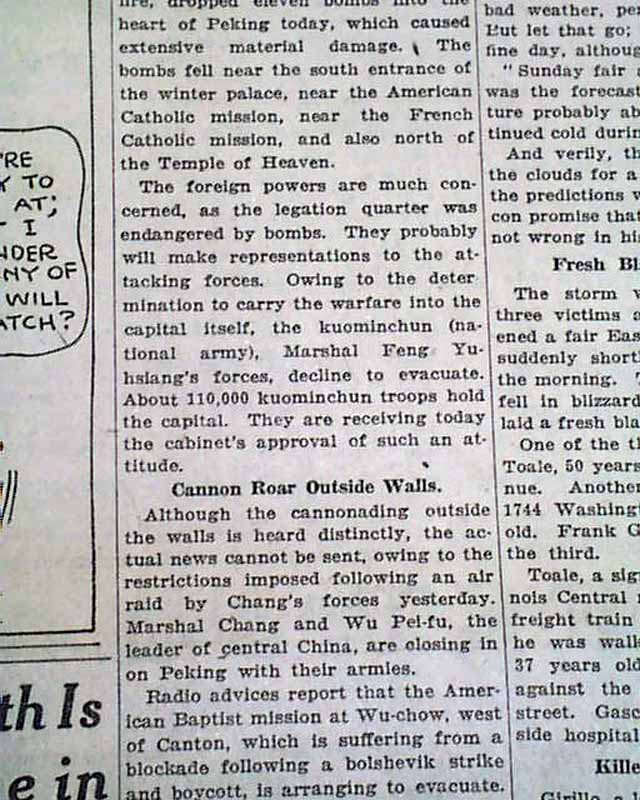 'RE
Y TO
AT;
I
NDER
NY OF
WILL
ATCH?
th Is
e in
fire, dropped eleven bombs into the
heart of Peking today, which caused
extensive material damage. The
bombs fell near the south entrance of
the winter palace, near the American
Catholic mission, near the French
Catholic mission, and also north of
the Temple of Heaven.
The foreign powers are much con-
cerned, as the legation quarter was
endangered by bombs. They probably
will make representations to the at-
tacking forces. Owing to the deter
mination to carry the warfare into the
capital itself, the kuominchun (na-
tional army), Marshal Feng Yu-
hsiang's forces, decline to evacuate.
About 110,000 kuominchun troops hold
the capital. They are receiving today
the cabinet's approval of such an at-
titude.
Cannon Roar Outside Walls.
Although the cannonading outside
the walls is heard distinctly, the ac-
tual news cannot be sent, owing to the
restrictions imposed following an air
raid by Chang's forces yesterday.
Marshal Chang and Wu Pei-fu, the
leader of central China, are closing in
on Peking with their armies.
Radio advices report that the Amer-
ican Baptist mission at Wu-chow, west
of Canton, which is suffering from a
blockade following a bolshevik strike
and boycott, is arranging to evacuate.
bad weather, per
But let that go;
fine day, althoug
"Sunday fair a
was the forecast
ture probably ab
tinued cold durin
And verily, th
the clouds for a
the predictions w
con promise that
not wrong in his
Fresh Bl
The storm w
three victims a
ened a fair Eas
suddenly short
the morning. T
fell in blizzard
laid a fresh bla
One of the th
Toale, 50 years
nue. Another
1744 Washingt
old. Frank G
the third.
Toale, a sig
nois Central r
freight train
he was walk
37 years old
against the
street. Gasc
side hospital
Kille
Girillo, a l